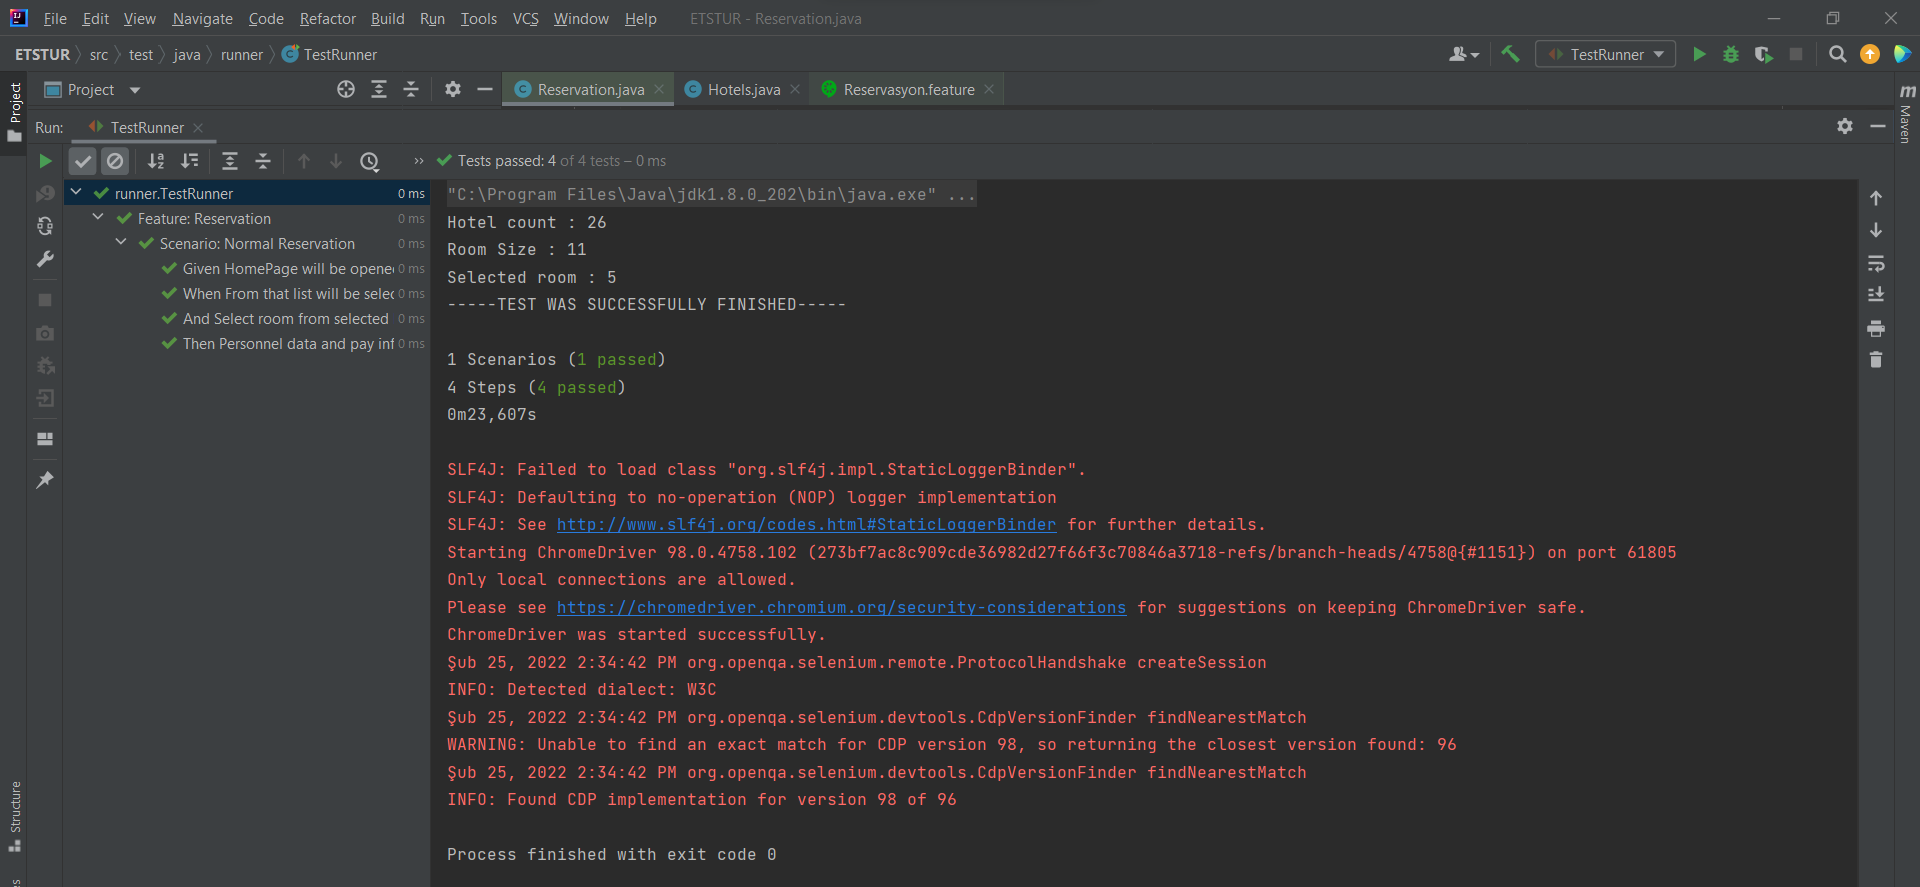 File Edit View Navigate Code Refactor Build Run Tools VCS Window Help ETSTUR - Reservation.java
ETSTUR src test java runner TestRunner TestRunner
Project Reservation.java Hotels.java Reservasyon.feature
Project
Maven
Run: TestRunner
Tests passed: 4 of 4 tests – 0 ms
runner.TestRunner 0 ms
Feature: Reservation 0 ms
Scenario: Normal Reservation 0 ms
Given HomePage will be opene 0 ms
When From that list will be selec 0 ms
And Select room from selected 0 ms
Then Personnel data and pay inf 0 ms
"C:\Program Files\Java\jdk1.8.0_202\bin\java.exe" ...
Hotel count : 26
Room Size : 11
Selected room : 5
-----TEST WAS SUCCESSFULLY FINISHED-----
1 Scenarios (1 passed)
4 Steps (4 passed)
0m23,607s
SLF4J: Failed to load class "org.slf4j.impl.StaticLoggerBinder".
SLF4J: Defaulting to no-operation (NOP) logger implementation
SLF4J: See http://www.slf4j.org/codes.html#StaticLoggerBinder for further details.
Starting ChromeDriver 98.0.4758.102 (273bf7ac8c909cde36982d27f66f3c70846a3718-refs/branch-heads/4758@{#1151}) on port 61805
Only local connections are allowed.
Please see https://chromedriver.chromium.org/security-considerations for suggestions on keeping ChromeDriver safe.
ChromeDriver was started successfully.
Şub 25, 2022 2:34:42 PM org.openqa.selenium.remote.ProtocolHandshake createSession
INFO: Detected dialect: W3C
Şub 25, 2022 2:34:42 PM org.openqa.selenium.devtools.CdpVersionFinder findNearestMatch
WARNING: Unable to find an exact match for CDP version 98, so returning the closest version found: 96
Şub 25, 2022 2:34:42 PM org.openqa.selenium.devtools.CdpVersionFinder findNearestMatch
INFO: Found CDP implementation for version 98 of 96
Process finished with exit code 0
Structure